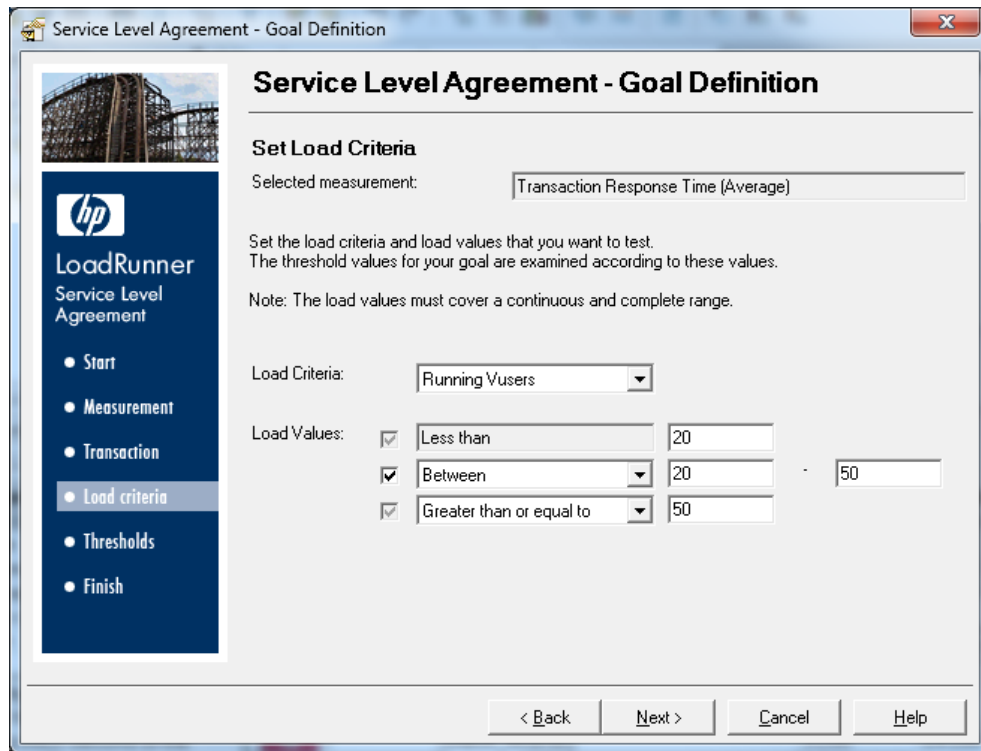 Service Level Agreement - Goal Definition
Service Level Agreement - Goal Definition
Set Load Criteria
Selected measurement: Transaction Response Time (Average)
Set the load criteria and load values that you want to test.
The threshold values for your goal are examined according to these values.
Note: The load values must cover a continuous and complete range.
Load Criteria: Running Vusers
Load Values: Less than 20
Between 20 - 50
Greater than or equal to 50
hp
LoadRunner
Service Level
Agreement
Start
Measurement
Transaction
Load criteria
Thresholds
Finish
< Back Next > Cancel Help